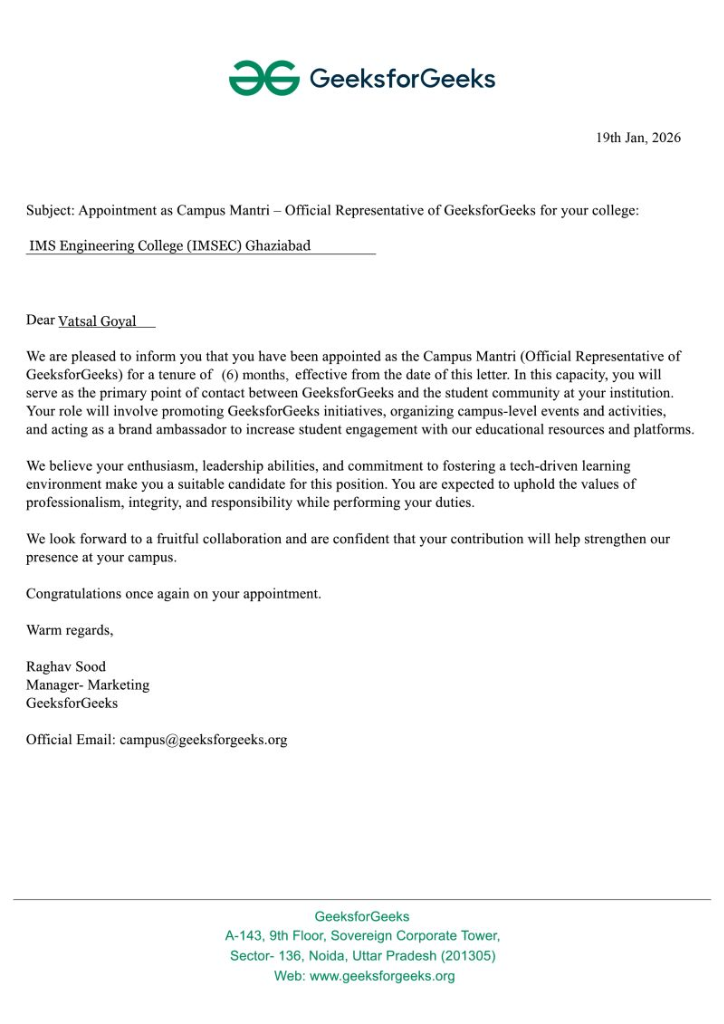 GeeksforGeeks
19th Jan, 2026
Subject: Appointment as Campus Mantri – Official Representative of GeeksforGeeks for your college:
IMS Engineering College (IMSEC) Ghaziabad
Dear Vatsal Goyal
We are pleased to inform you that you have been appointed as the Campus Mantri (Official Representative of
GeeksforGeeks) for a tenure of (6) months, effective from the date of this letter. In this capacity, you will
serve as the primary point of contact between GeeksforGeeks and the student community at your institution.
Your role will involve promoting GeeksforGeeks initiatives, organizing campus-level events and activities,
and acting as a brand ambassador to increase student engagement with our educational resources and platforms.
We believe your enthusiasm, leadership abilities, and commitment to fostering a tech-driven learning
environment make you a suitable candidate for this position. You are expected to uphold the values of
professionalism, integrity, and responsibility while performing your duties.
We look forward to a fruitful collaboration and are confident that your contribution will help strengthen our
presence at your campus.
Congratulations once again on your appointment.
Warm regards,
Raghav Sood
Manager- Marketing
GeeksforGeeks
Official Email: campus@geeksforgeeks.org
GeeksforGeeks
A-143, 9th Floor, Sovereign Corporate Tower,
Sector- 136, Noida, Uttar Pradesh (201305)
Web: www.geeksforgeeks.org